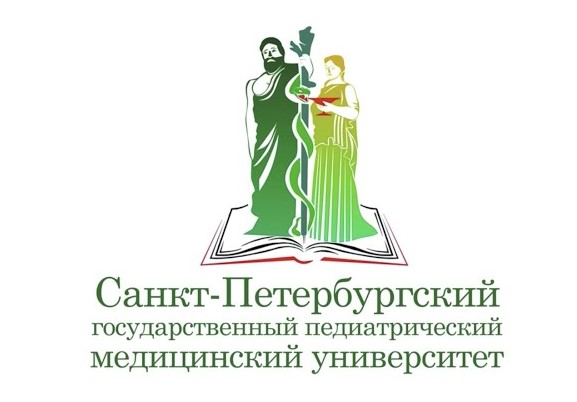 Санкт-Петербургский
государственный педиатрический
медицинский университет